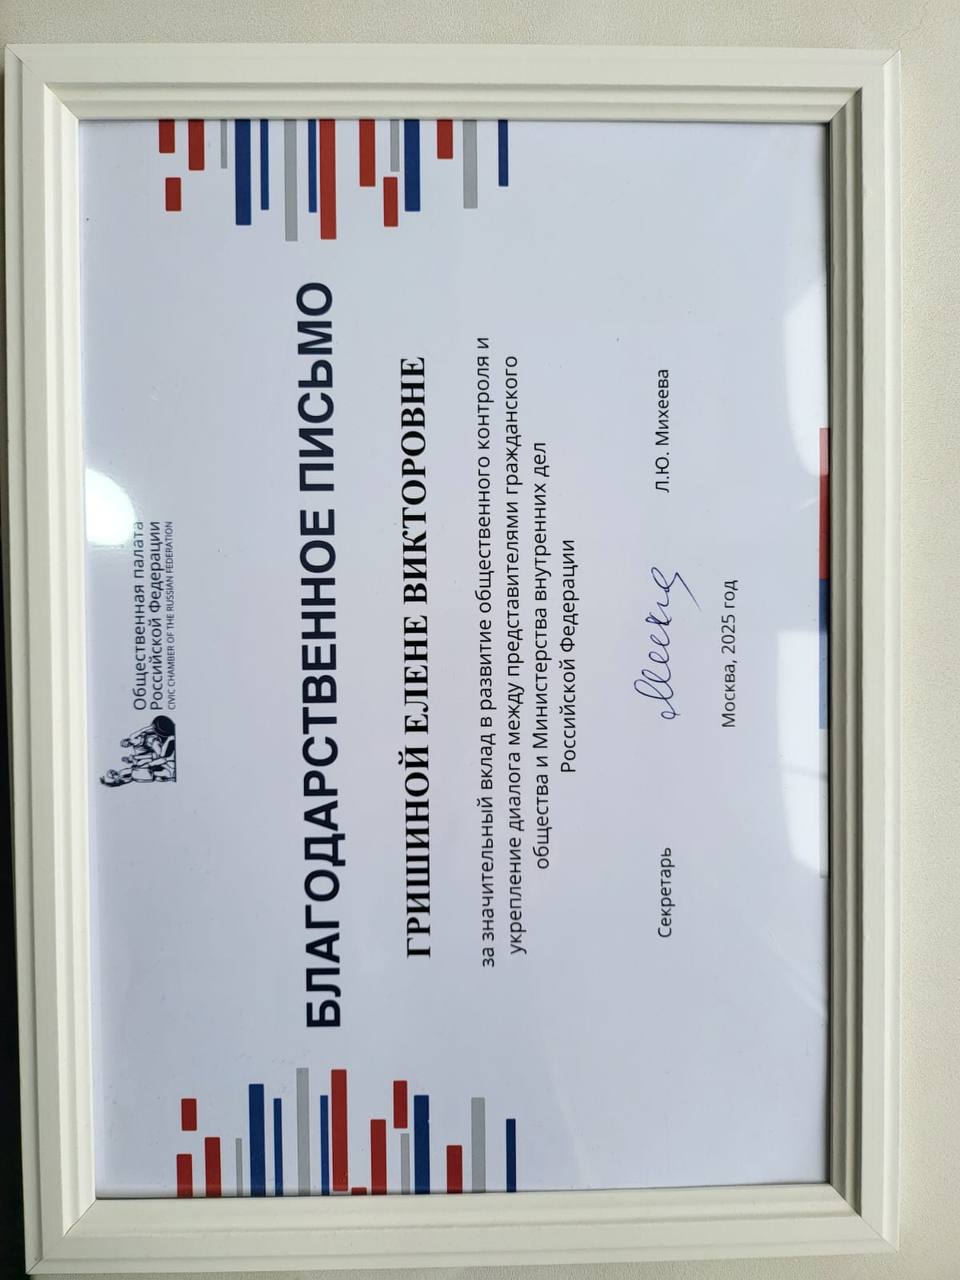 Общественная палата
Российской Федерации
CIVIC CHAMBER OF THE RUSSIAN FEDERATION
БЛАГОДАРСТВЕННОЕ ПИСЬМО
ГРИШИНОЙ ЕЛЕНЕ ВИКТОРОВНЕ
за значительный вклад в развитие общественного контроля и
укрепление диалога между представителями гражданского
общества и Министерства внутренних дел
Российской Федерации
Секретарь Л.Ю. Михеева
Москва, 2025 год